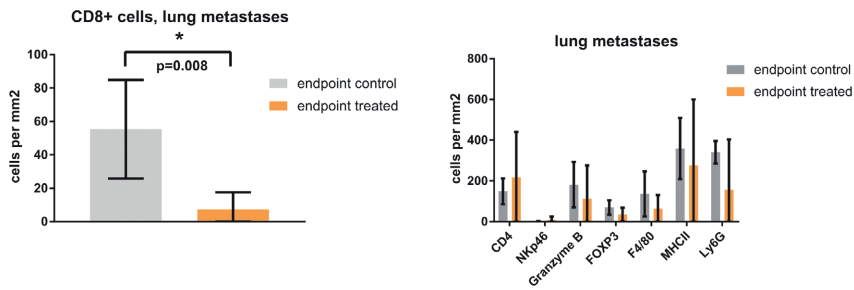 CD8+ cells, lung metastases
*
p=0.008
100
80
60
40
20
0
cells per mm2
endpoint control
endpoint treated
lung metastases
800
600
400
200
0
cells per mm2
endpoint control
endpoint treated
CD4
NKp46
Granzyme B
FOXP3
F4/80
MHCII
Ly6G